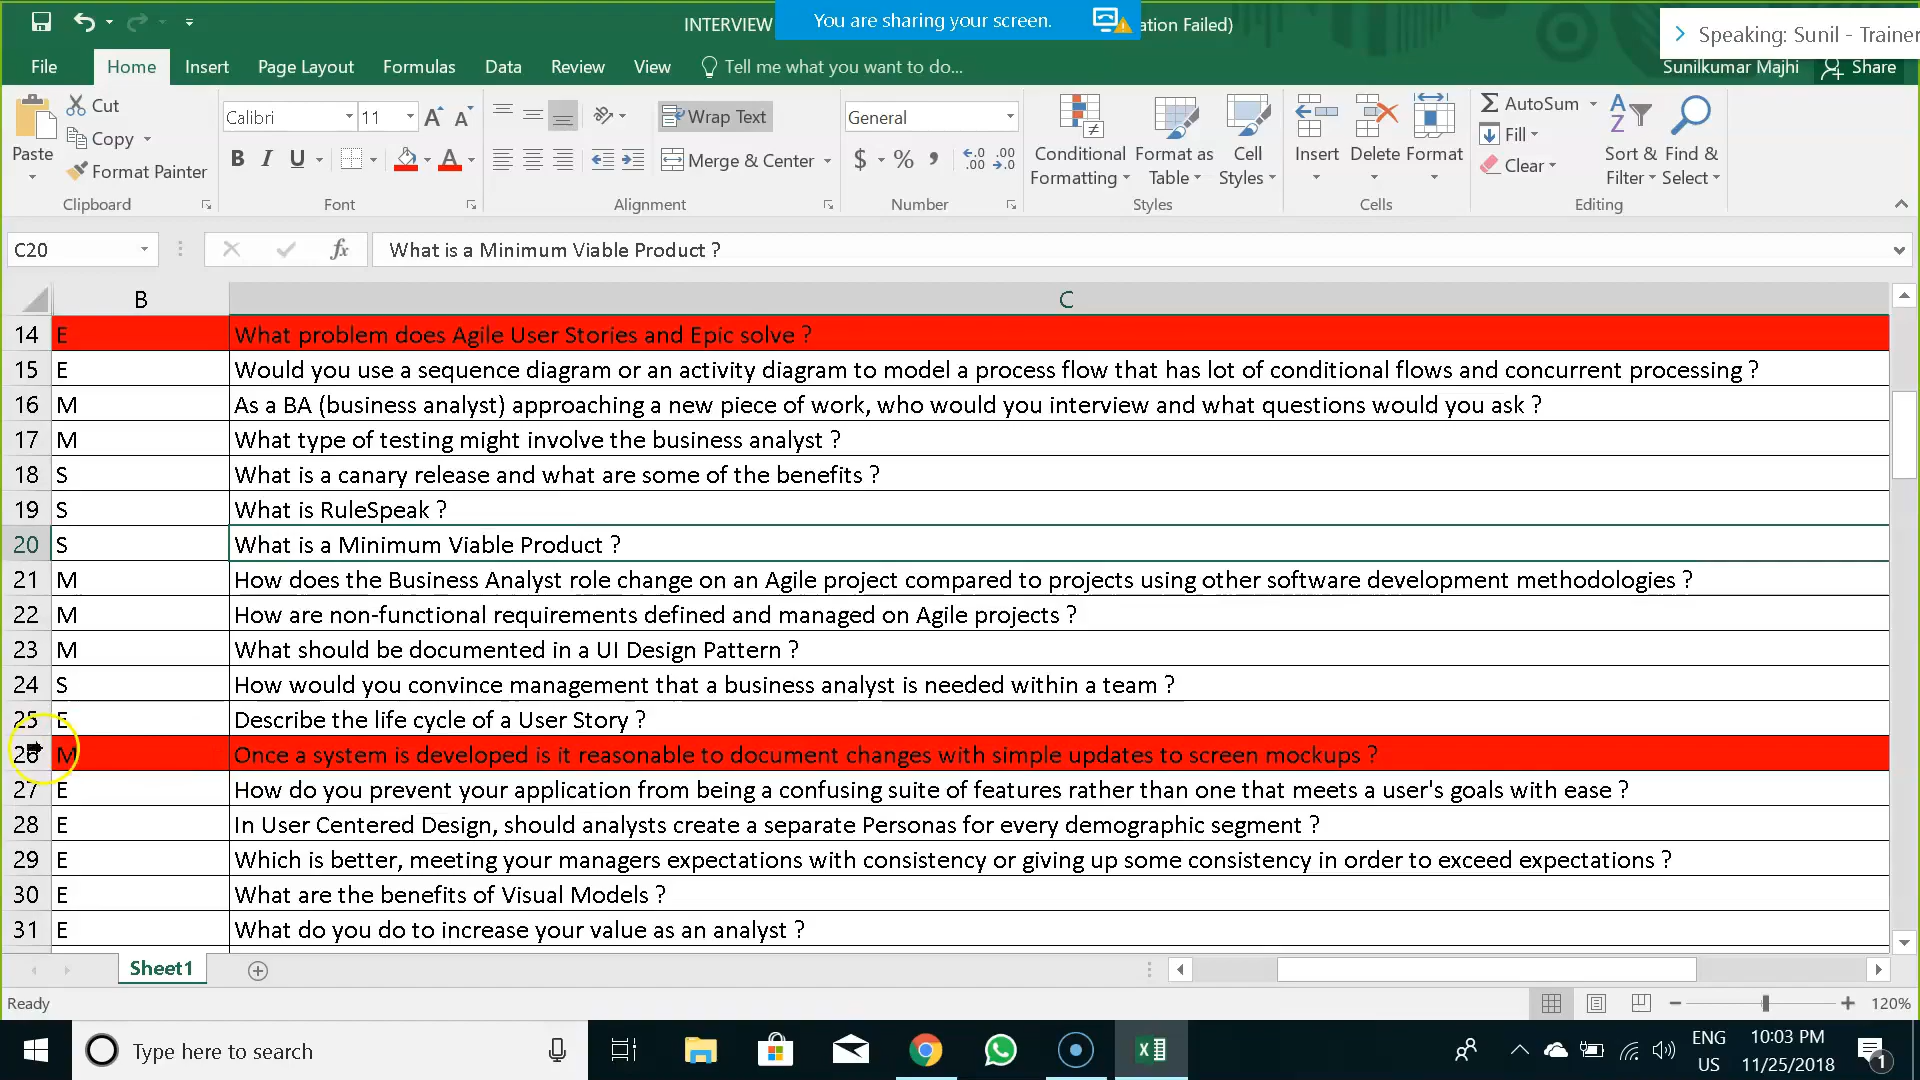 INTERVIEW
You are sharing your screen.
ation Failed)
Speaking: Sunil - Trainer
File Home Insert Page Layout Formulas Data Review View Tell me what you want to do...
Sunilkumar Majhi Share
Paste
Cut
Copy
Format Painter
Clipboard
Calibri 11
B I U
Font
Wrap Text
Merge & Center
Alignment
General
$ % ,
Number
Conditional Formatting
Format as Table
Cell Styles
Styles
Insert Delete Format
Cells
AutoSum
Fill
Clear
Sort & Filter
Find & Select
Editing
C20 fx What is a Minimum Viable Product ?
B C
14 E What problem does Agile User Stories and Epic solve ?
15 E Would you use a sequence diagram or an activity diagram to model a process flow that has lot of conditional flows and concurrent processing ?
16 M As a BA (business analyst) approaching a new piece of work, who would you interview and what questions would you ask ?
17 M What type of testing might involve the business analyst ?
18 S What is a canary release and what are some of the benefits ?
19 S What is RuleSpeak ?
20 S What is a Minimum Viable Product ?
21 M How does the Business Analyst role change on an Agile project compared to projects using other software development methodologies ?
22 M How are non-functional requirements defined and managed on Agile projects ?
23 M What should be documented in a UI Design Pattern ?
24 S How would you convince management that a business analyst is needed within a team ?
25 E Describe the life cycle of a User Story ?
26 M Once a system is developed is it reasonable to document changes with simple updates to screen mockups ?
27 E How do you prevent your application from being a confusing suite of features rather than one that meets a user's goals with ease ?
28 E In User Centered Design, should analysts create a separate Personas for every demographic segment ?
29 E Which is better, meeting your managers expectations with consistency or giving up some consistency in order to exceed expectations ?
30 E What are the benefits of Visual Models ?
31 E What do you do to increase your value as an analyst ?
Sheet1
Ready
120%
Type here to search
ENG
US
10:03 PM
11/25/2018
1